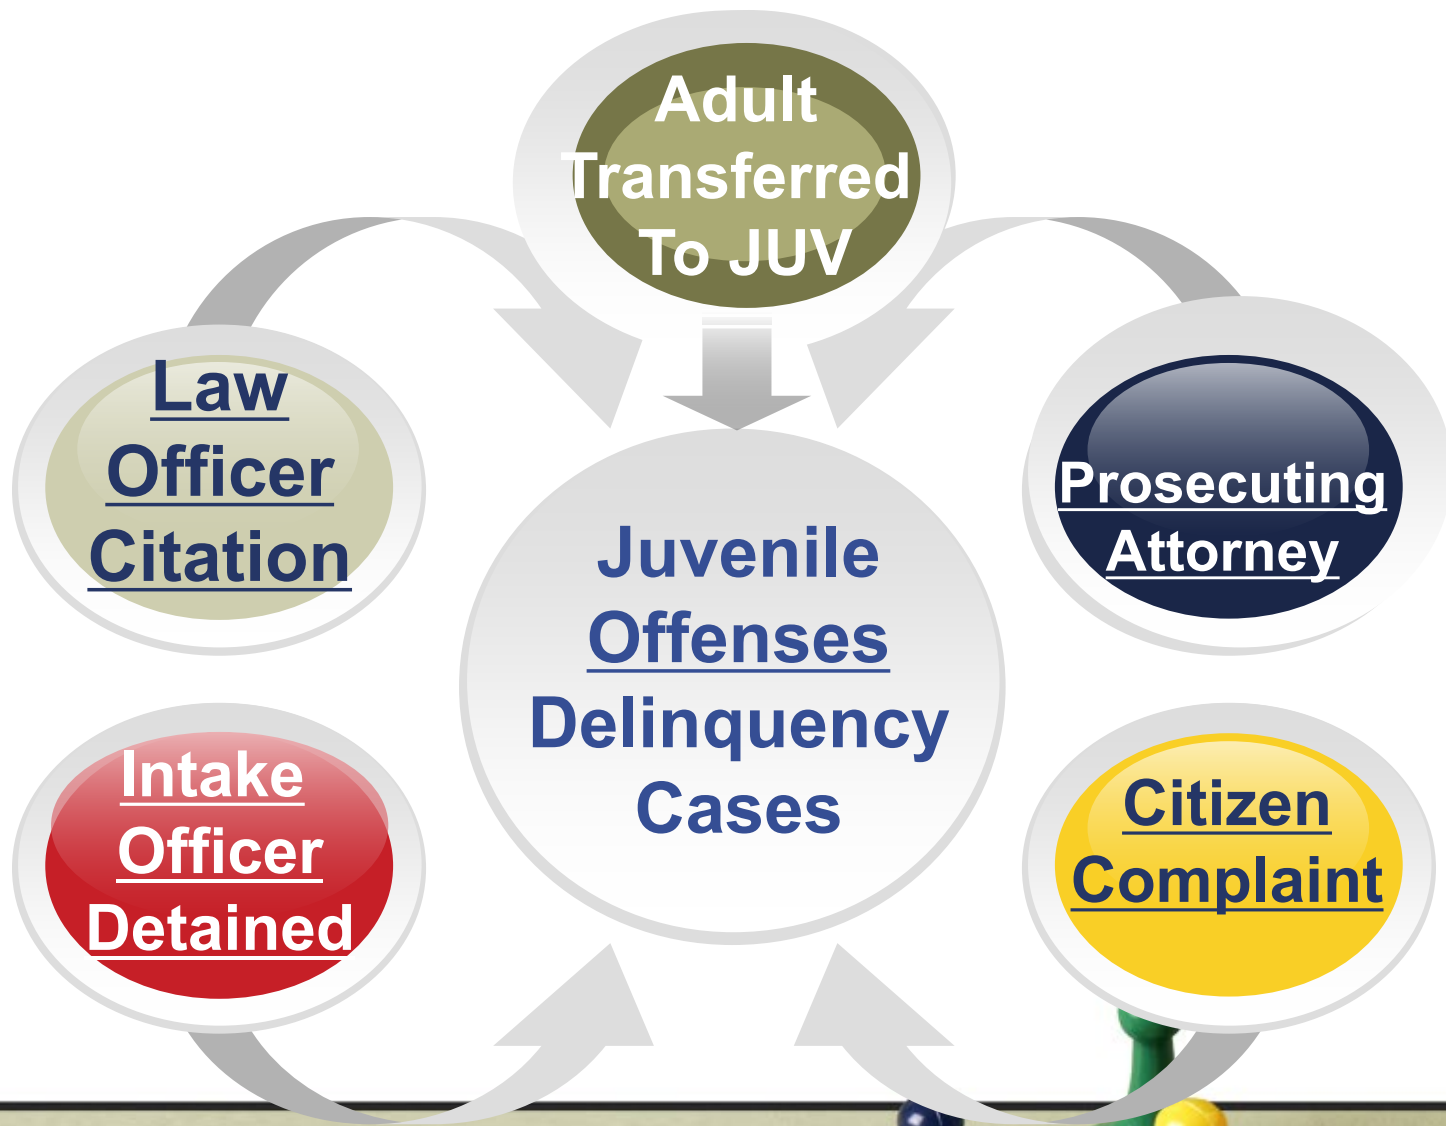 Adult
Transferred
To JUV
Law
Officer
Citation
Prosecuting
Attorney
Juvenile
Offenses
Delinquency
Cases
Intake
Officer
Detained
Citizen
Complaint